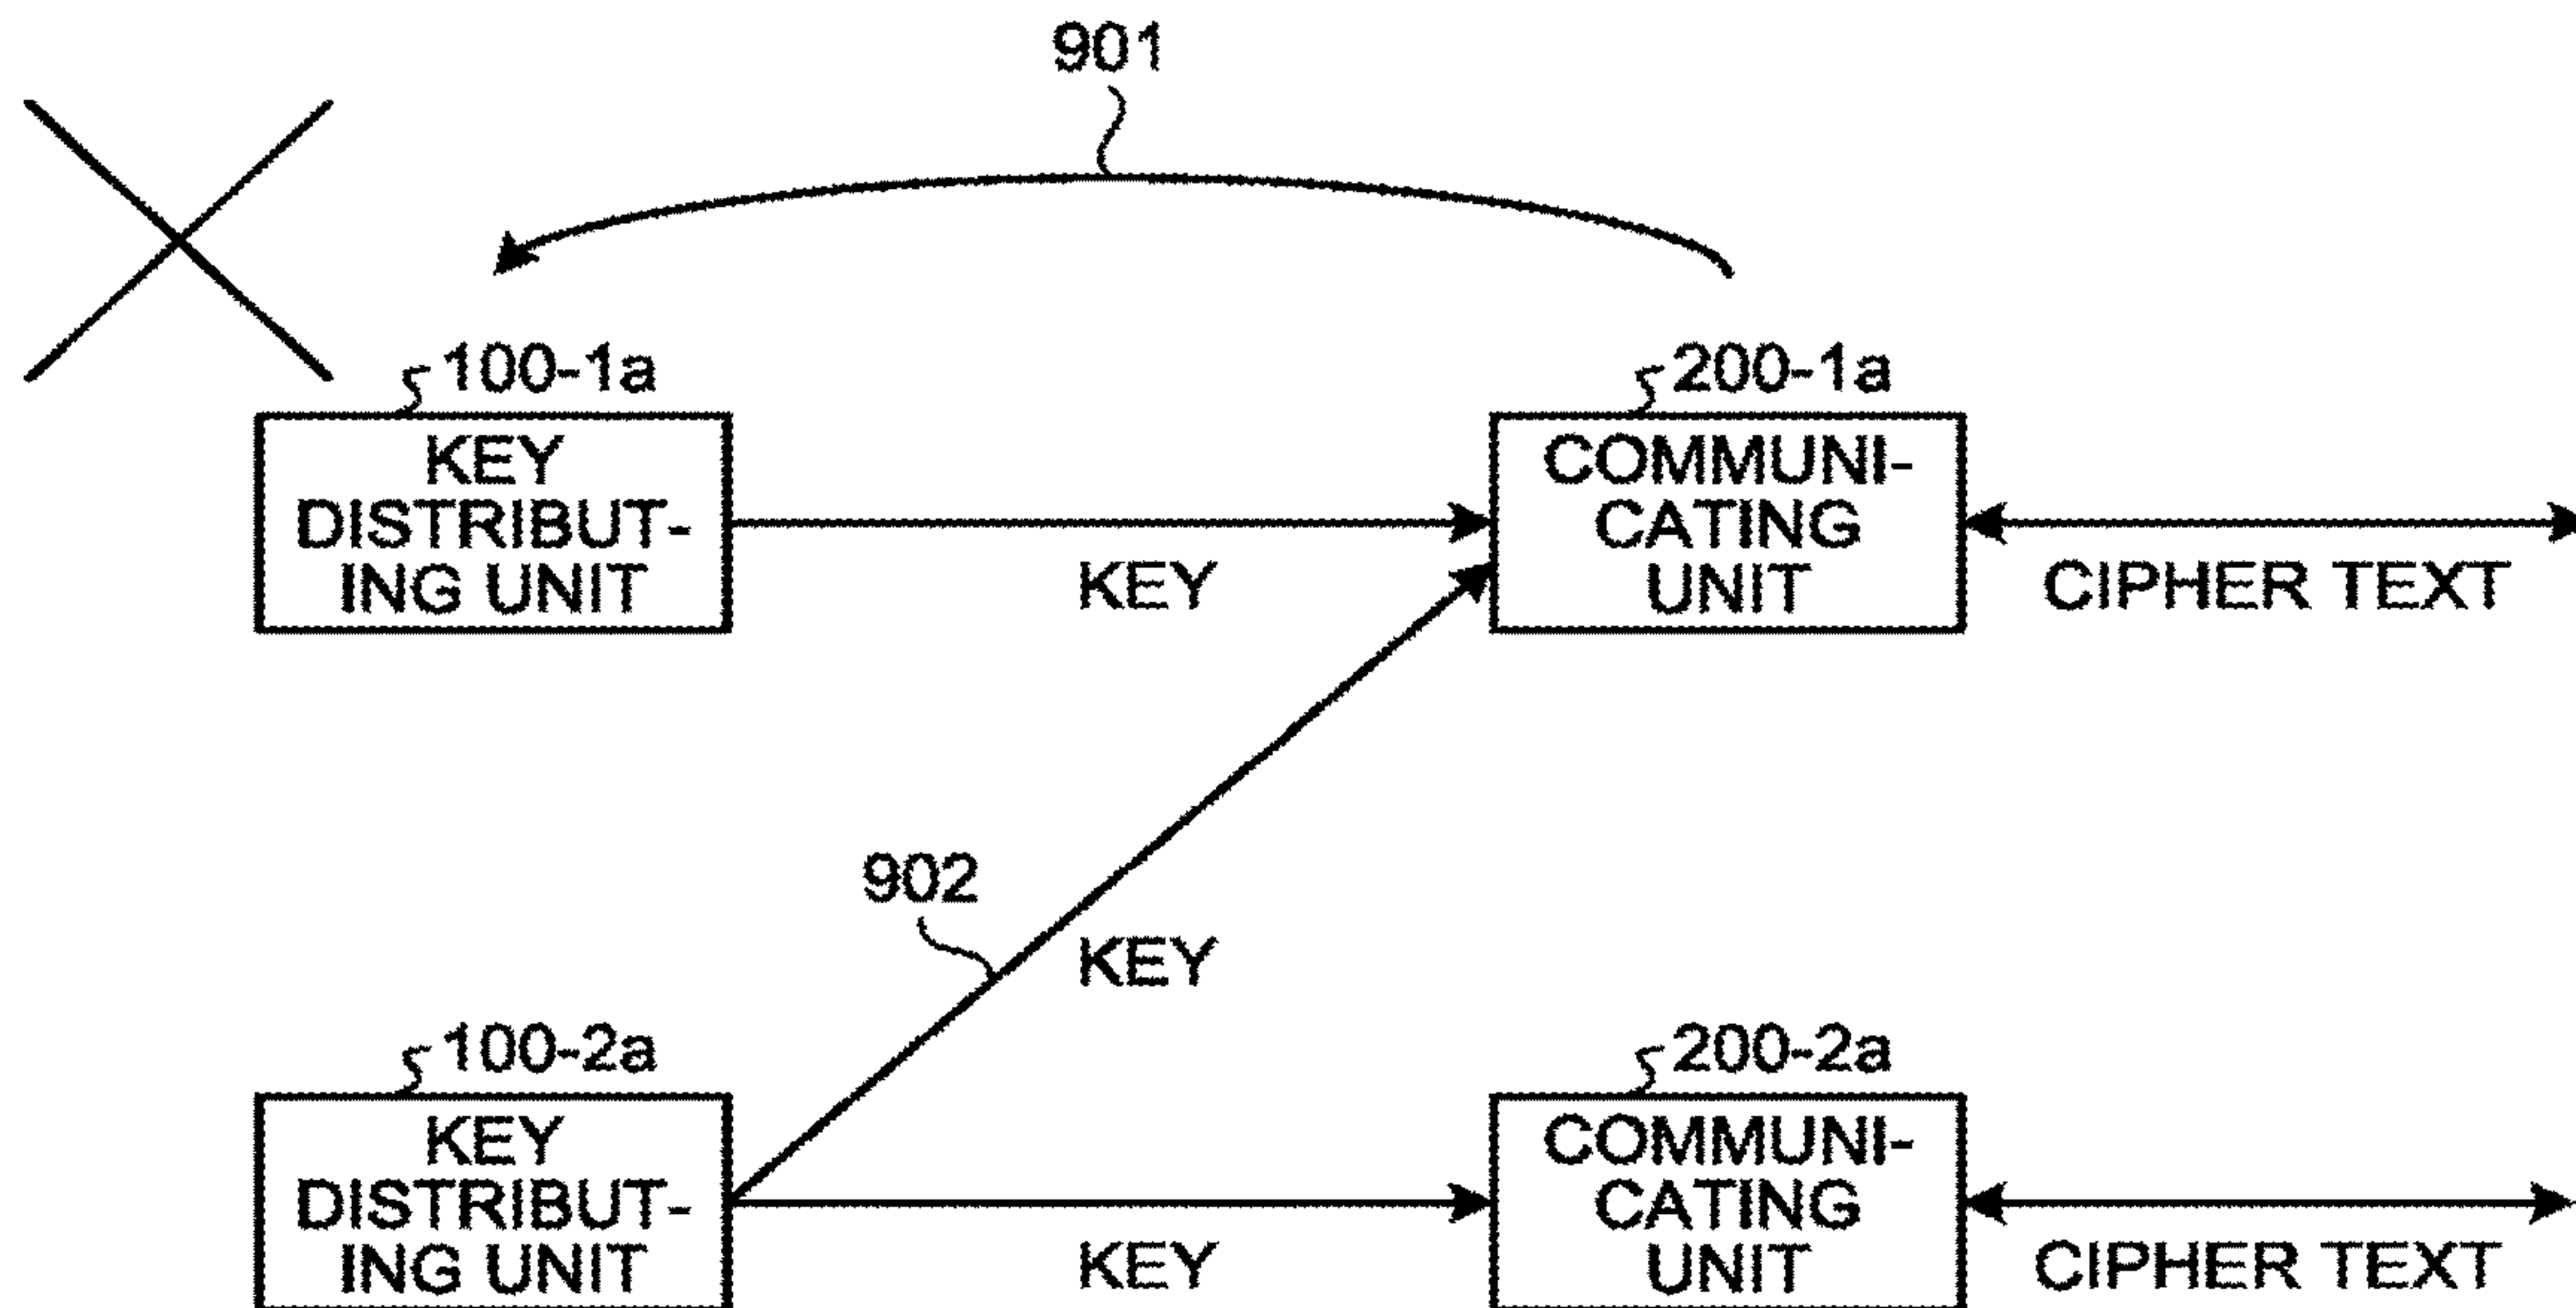 901
100-1a
200-1a
KEY
DISTRIBUT-
ING UNIT
COMMUNI-
CATING
UNIT
KEY
CIPHER TEXT
902
KEY
100-2a
200-2a
KEY
DISTRIBUT-
ING UNIT
COMMUNI-
CATING
UNIT
KEY
CIPHER TEXT